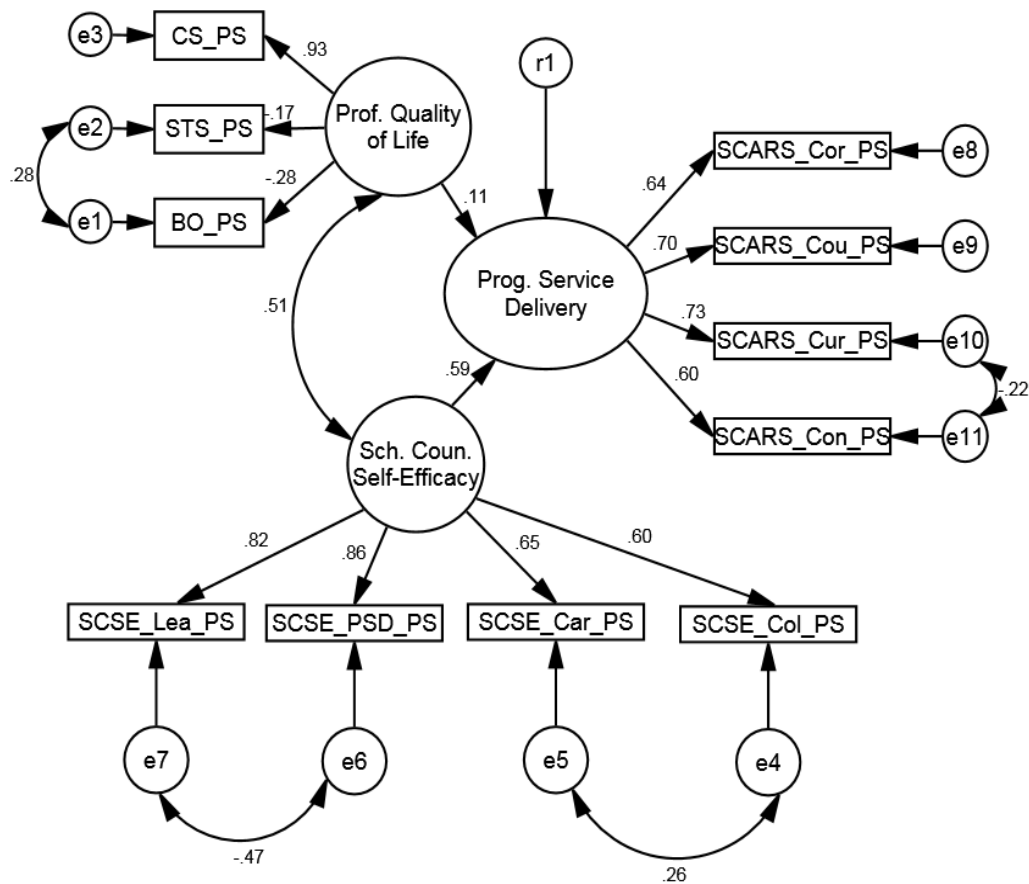 e3
CS_PS
.93
r1
Prof. Quality
of Life
e2
STS_PS
-.17
SCARS_Cor_PS
e8
.28
-.28
.64
e1
BO_PS
.11
SCARS_Cou_PS
e9
.70
Prog. Service
Delivery
.51
.73
SCARS_Cur_PS
e10
.59
.60
-.22
SCARS_Con_PS
e11
Sch. Coun.
Self-Efficacy
.82
.86
.65
.60
SCSE_Lea_PS
SCSE_PSD_PS
SCSE_Car_PS
SCSE_Col_PS
e7
e6
e5
e4
-.47
.26